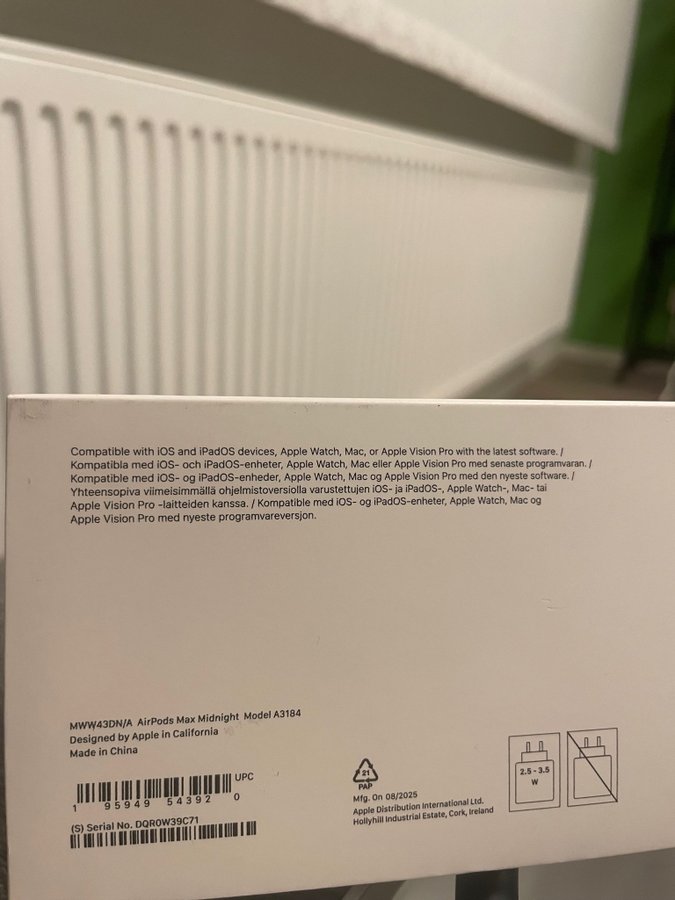 Compatible with iOS and iPadOS devices, Apple Watch, Mac, or Apple Vision Pro with the latest software. /
Kompatibla med iOS- och iPadOS-enheter, Apple Watch, Mac eller Apple Vision Pro med senaste programvaran. /
Kompatible med iOS- og iPadOS-enheder, Apple Watch, Mac og Apple Vision Pro med den nyeste software. /
Yhteensopiva viimeisimmällä ohjelmistoversiolla varustettujen iOS- ja iPadOS-, Apple Watch-, Mac- tai
Apple Vision Pro -laitteiden kanssa. / Kompatible med iOS- og iPadOS-enheter, Apple Watch, Mac og
Apple Vision Pro med nyeste programvareversjon.
MWW43DN/A AirPods Max Midnight Model A3184
Designed by Apple in California
Made in China
UPC
1 95949 54392 0
(S) Serial No. DQR0W39C71
21
PAP
Mfg. On 08/2025
Apple Distribution International Ltd.
Hollyhill Industrial Estate, Cork, Ireland
2.5 - 3.5
W